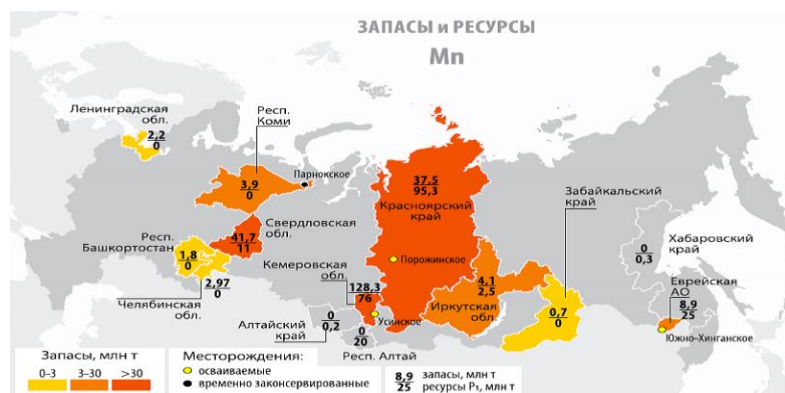 ЗАПАСЫ и РЕСУРСЫ
Mn
Ленинградская
обл.
2,2
0
Респ.
Коми
3,9
0
Парнокское
37,5
95,3
Красноярский
край
Забайкальский
край
Свердловская
обл.
41,7
11
Респ.
Башкортостан
1,8
0
0
0,3
Хабаровский
край
Порожинское
Кемеровская
обл.
128,3
76
4,1
2,5
Иркутская
обл.
Еврейская
АО
8,9
25
2,97
0
Челябинская
обл.
0,7
0
Усинское
Алтайский
край
0
0,2
0
20
Респ. Алтай
Южно-Хинганское
Запасы, млн т
0–3
3–30
>30
Месторождения:
осваиваемые
временно законсервированные
8,9
25
запасы, млн т
ресурсы P₁, млн т